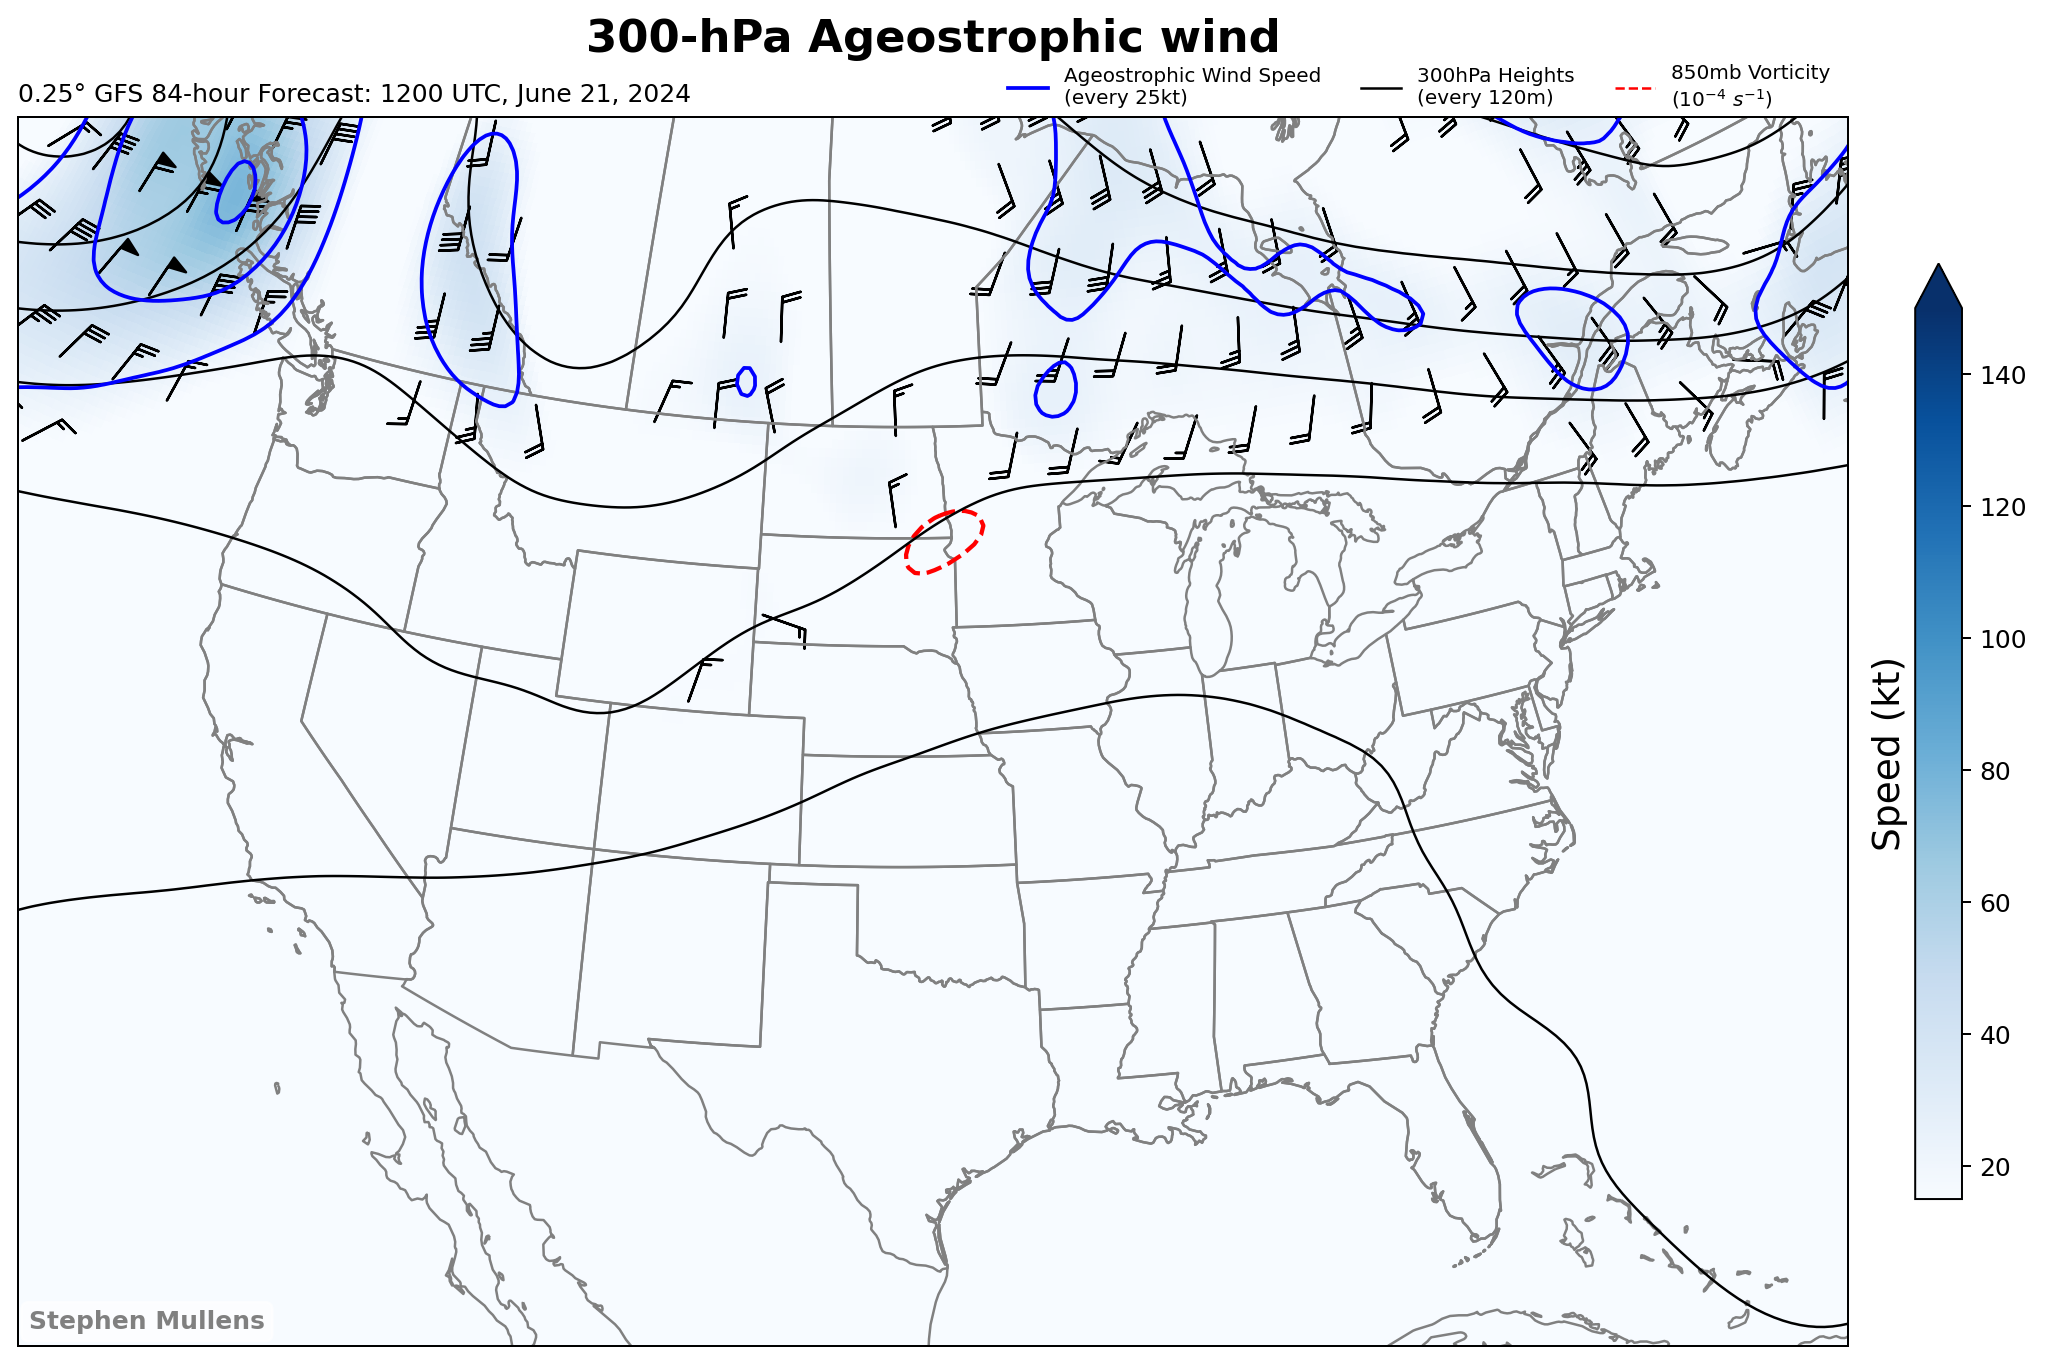 300-hPa Ageostrophic wind
0.25° GFS 84-hour Forecast: 1200 UTC, June 21, 2024
Ageostrophic Wind Speed
(every 25kt)
300hPa Heights
(every 120m)
850mb Vorticity
(10⁻⁴ s⁻¹)
140
120
100
80
60
40
20
Speed (kt)
Stephen Mullens